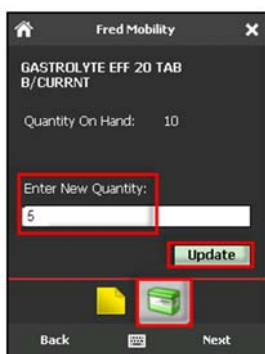 Fred Mobility
GASTROLYTE EFF 20 TAB
B/CURRNT
Quantity On Hand: 10
Enter New Quantity:
5
Update
Back Next